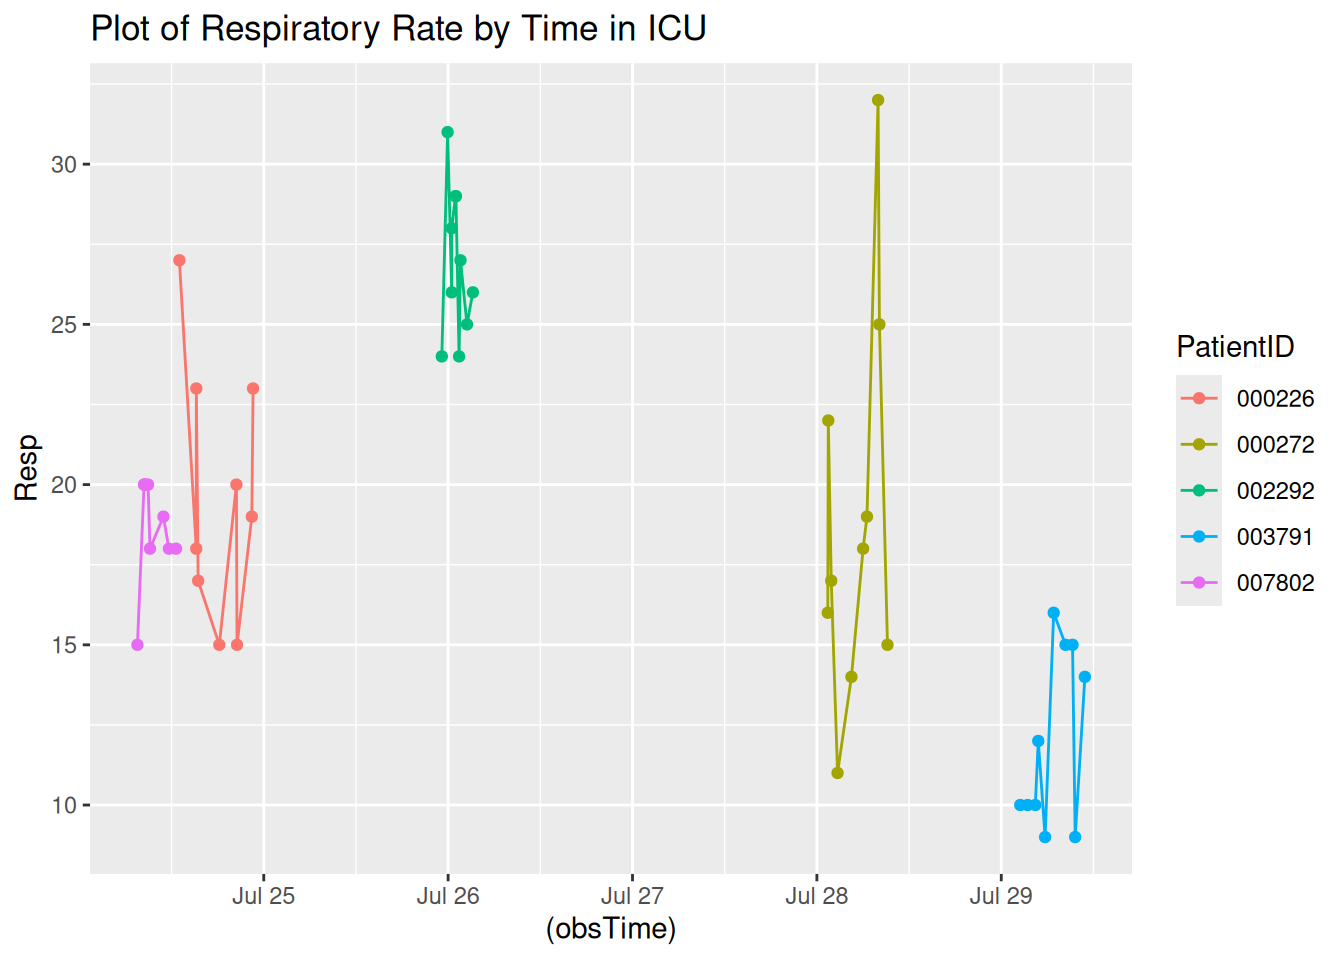 Plot of Respiratory Rate by Time in ICU
30
25
20
15
10
Resp
Jul 25 Jul 26 Jul 27 Jul 28 Jul 29
(obsTime)
PatientID
000226
000272
002292
003791
007802